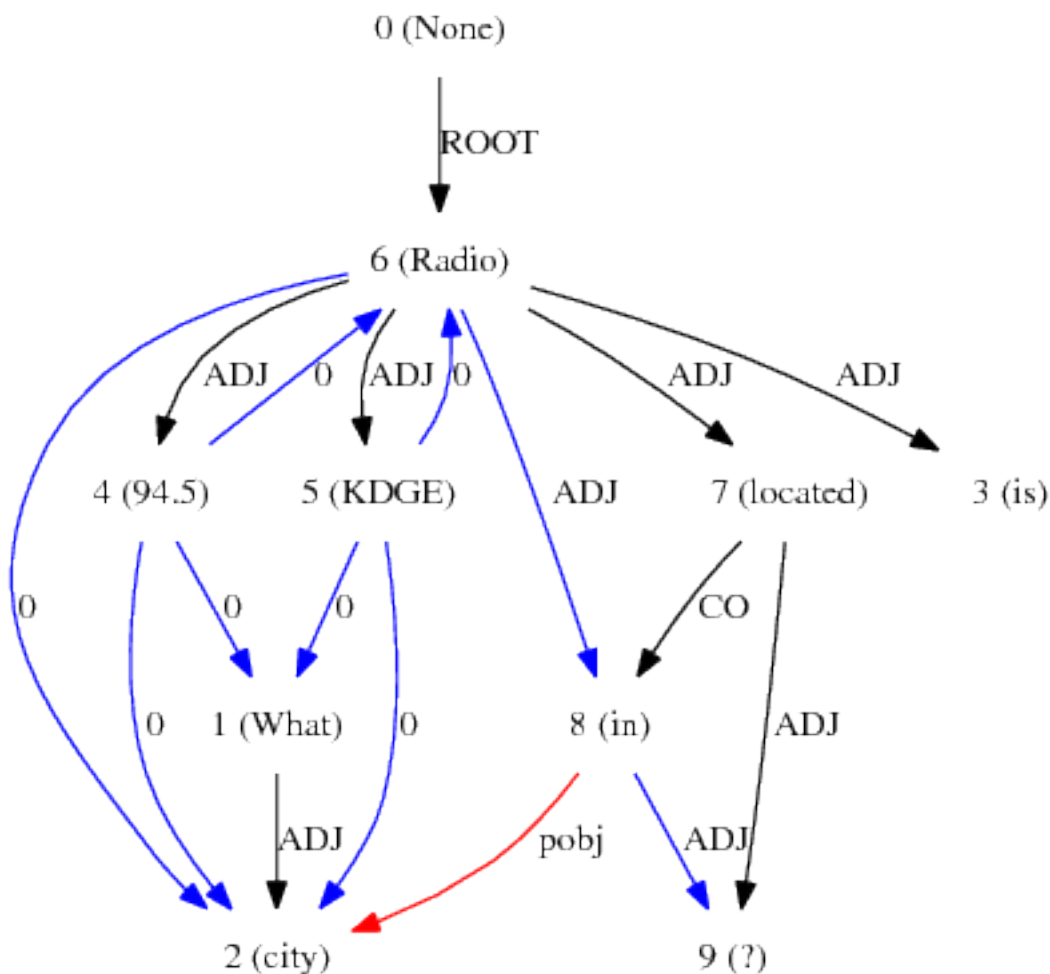 0 (None)
ROOT
6 (Radio)
ADJ 0 ADJ 0 ADJ ADJ
4 (94.5) 5 (KDGE) ADJ 7 (located) 3 (is)
0 0 0 CO
0 1 (What) 0 8 (in) ADJ
ADJ pobj ADJ
2 (city) 9 (?)